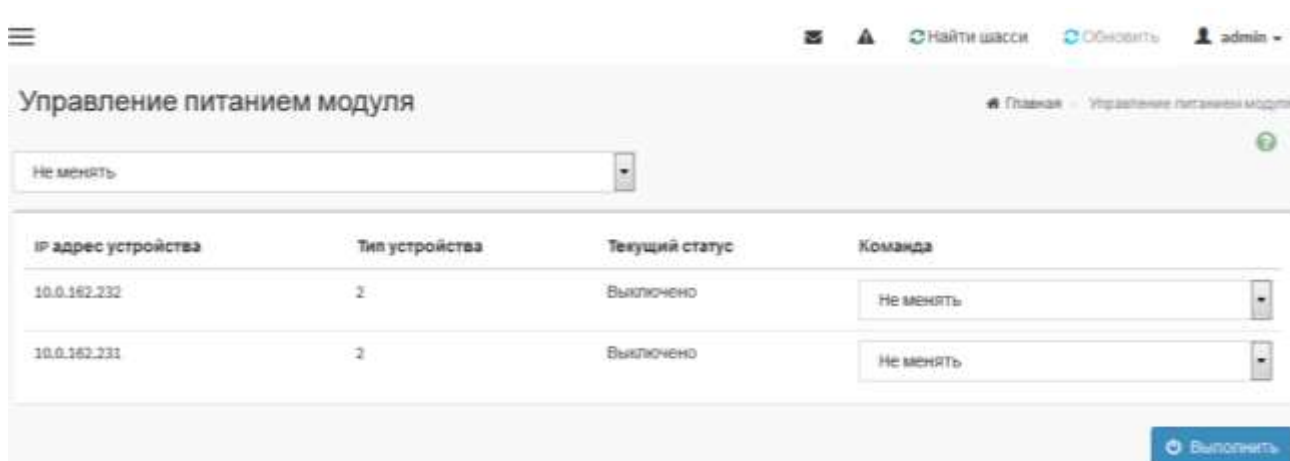 Найти шасси Обновить admin
Управление питанием модуля
Главная Управление питанием модуля
Не менять
IP адрес устройства Тип устройства Текущий статус Команда
10.0.162.232 2 Выключено Не менять
10.0.162.231 2 Выключено Не менять
Выполнить